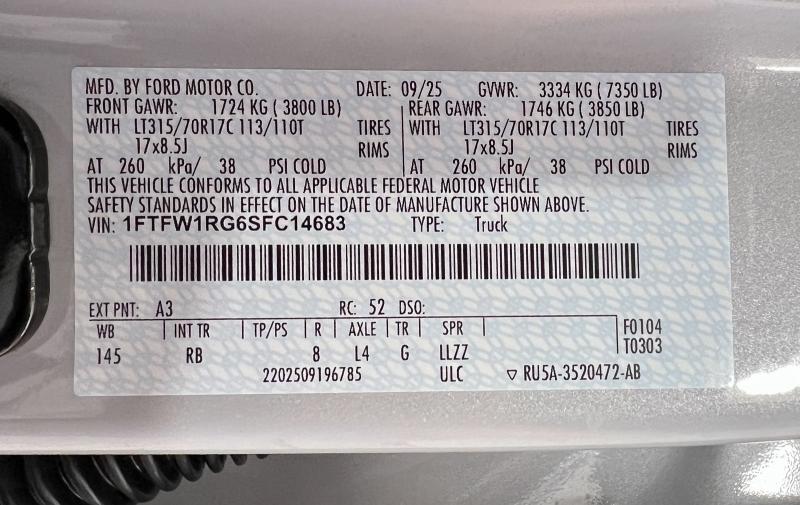 MFD. BY FORD MOTOR CO. DATE: 09/25 GVWR: 3334 KG ( 7350 LB)
FRONT GAWR: 1724 KG ( 3800 LB) REAR GAWR: 1746 KG ( 3850 LB)
WITH LT315/70R17C 113/110T TIRES WITH LT315/70R17C 113/110T TIRES
17x8.5J RIMS 17x8.5J RIMS
AT 260 kPa/ 38 PSI COLD AT 260 kPa/ 38 PSI COLD
THIS VEHICLE CONFORMS TO ALL APPLICABLE FEDERAL MOTOR VEHICLE
SAFETY STANDARDS IN EFFECT ON THE DATE OF MANUFACTURE SHOWN ABOVE.
VIN: 1FTFW1RG6SFC14683 TYPE: Truck
EXT PNT: A3 RC: 52 DSO:
WB INT TR TP/PS R AXLE TR SPR F0104
145 RB 8 L4 G LLZZ T0303
2202509196785 ULC ▽ RU5A-3520472-AB